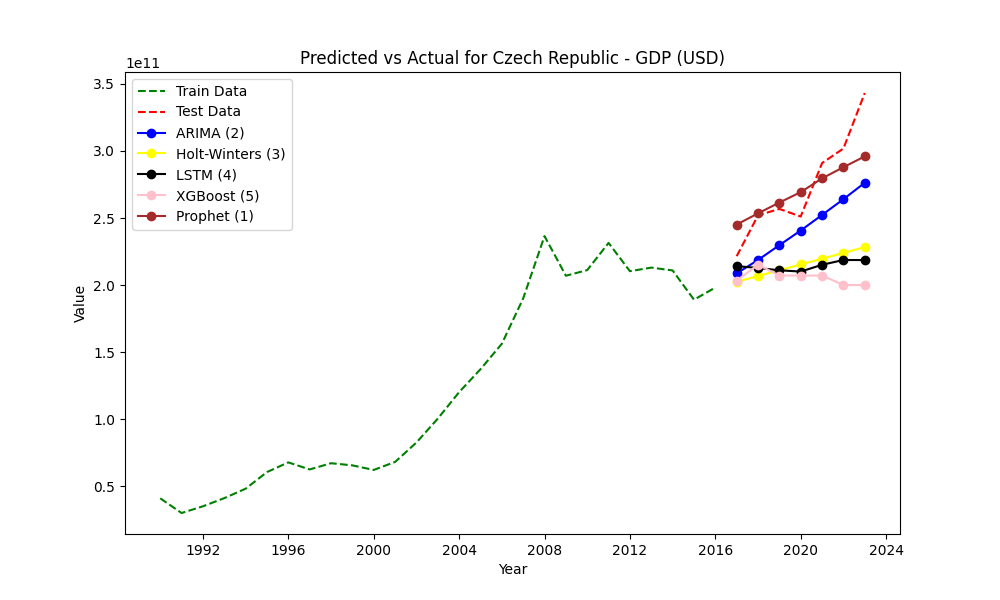 Predicted vs Actual for Czech Republic - GDP (USD)
1e11
Train Data
Test Data
ARIMA (2)
Holt-Winters (3)
LSTM (4)
XGBoost (5)
Prophet (1)
3.5
3.0
2.5
2.0
1.5
1.0
0.5
Value
1992 1996 2000 2004 2008 2012 2016 2020 2024
Year